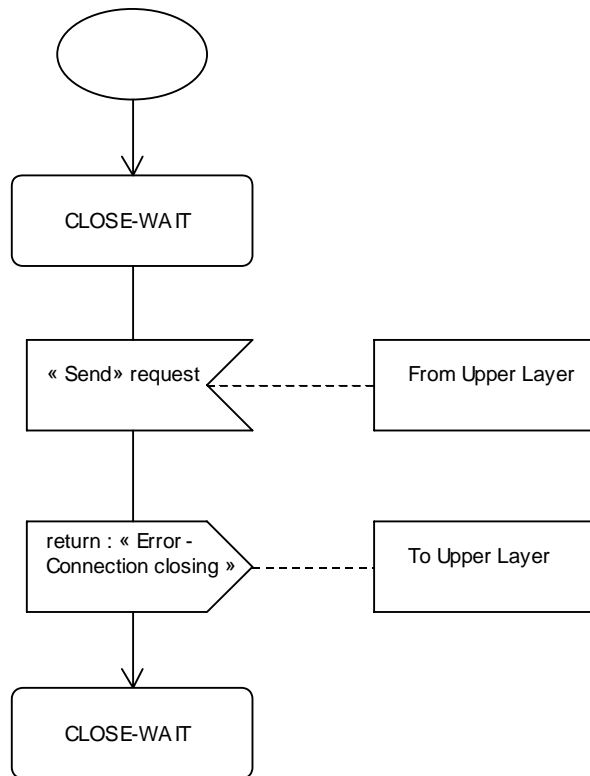 CLOSE-WAIT
« Send» request
From Upper Layer
return : « Error -
Connection closing »
To Upper Layer
CLOSE-WAIT